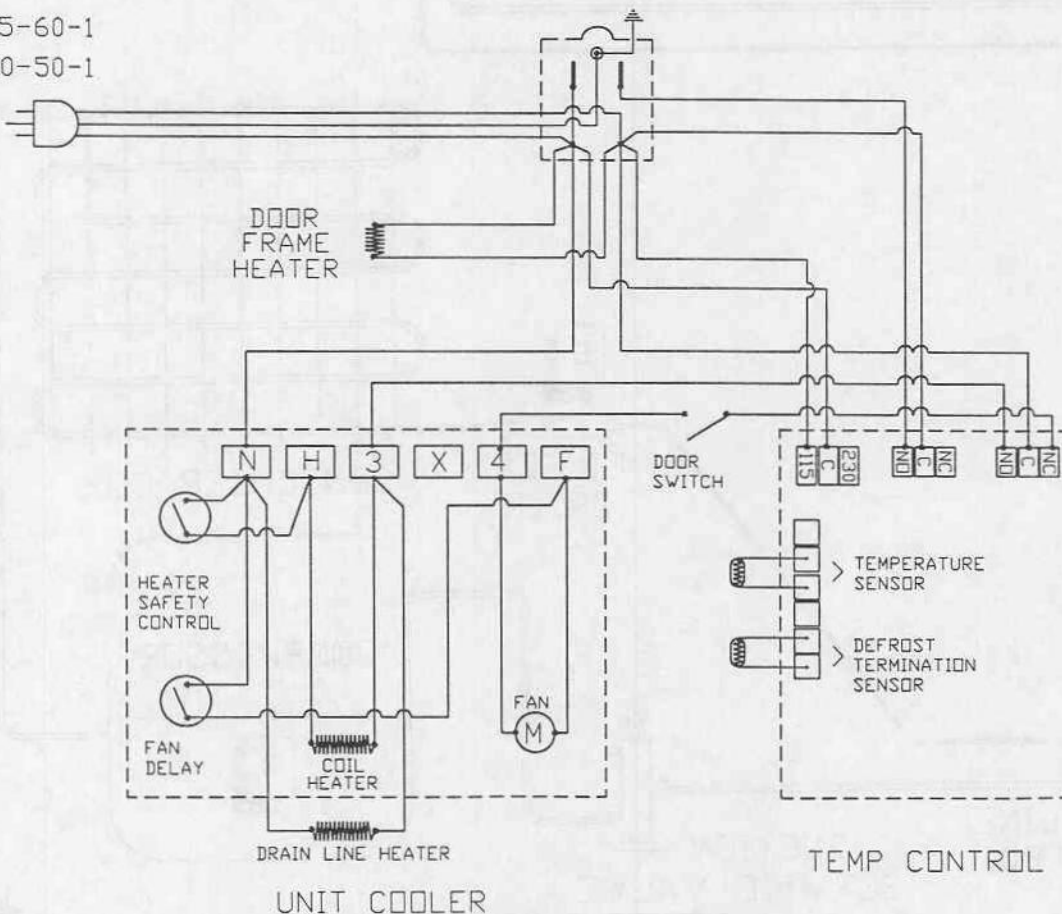 5-60-1
0-50-1
DOOR
FRAME
HEATER
N H 3 X 4 F
DOOR
SWITCH
115 C 230 NO C NC NO C NC
HEATER
SAFETY
CONTROL
TEMPERATURE
SENSOR
DEFROST
TERMINATION
SENSOR
FAN
M
FAN
DELAY
COIL
HEATER
DRAIN LINE HEATER
TEMP CONTROL
UNIT COOLER